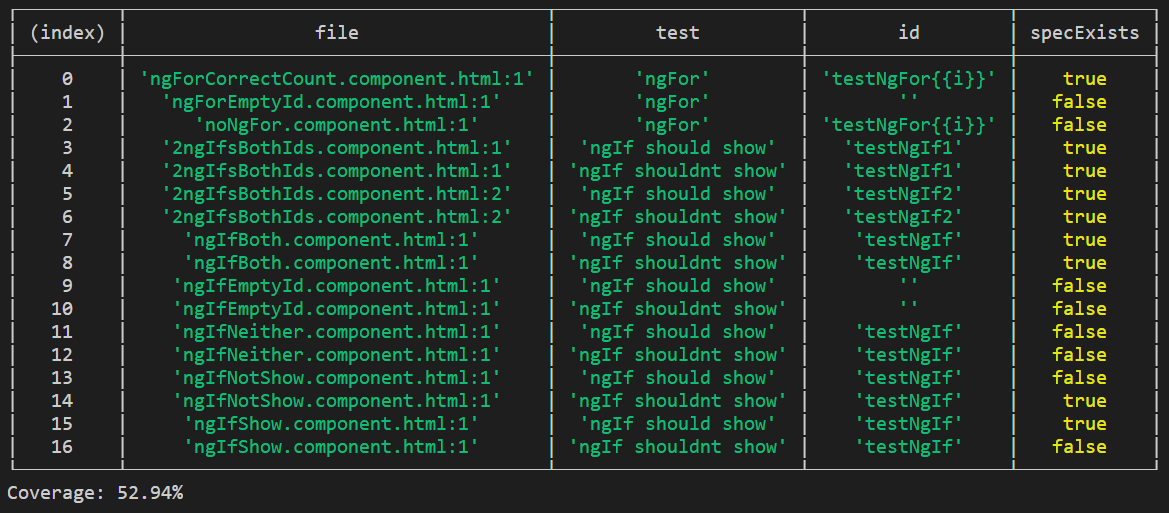 (index) file test id specExists
0 'ngForCorrectCount.component.html:1' 'ngFor' 'testNgFor{{i}}' true
1 'ngForEmptyId.component.html:1' 'ngFor' '' false
2 'noNgFor.component.html:1' 'ngFor' 'testNgFor{{i}}' false
3 '2ngIfsBothIds.component.html:1' 'ngIf should show' 'testNgIf1' true
4 '2ngIfsBothIds.component.html:1' 'ngIf shouldnt show' 'testNgIf1' true
5 '2ngIfsBothIds.component.html:2' 'ngIf should show' 'testNgIf2' true
6 '2ngIfsBothIds.component.html:2' 'ngIf shouldnt show' 'testNgIf2' true
7 'ngIfBoth.component.html:1' 'ngIf should show' 'testNgIf' true
8 'ngIfBoth.component.html:1' 'ngIf shouldnt show' 'testNgIf' true
9 'ngIfEmptyId.component.html:1' 'ngIf should show' '' false
10 'ngIfEmptyId.component.html:1' 'ngIf shouldnt show' '' false
11 'ngIfNeither.component.html:1' 'ngIf should show' 'testNgIf' false
12 'ngIfNeither.component.html:1' 'ngIf shouldnt show' 'testNgIf' false
13 'ngIfNotShow.component.html:1' 'ngIf should show' 'testNgIf' false
14 'ngIfNotShow.component.html:1' 'ngIf shouldnt show' 'testNgIf' true
15 'ngIfShow.component.html:1' 'ngIf should show' 'testNgIf' true
16 'ngIfShow.component.html:1' 'ngIf shouldnt show' 'testNgIf' false
Coverage: 52.94%